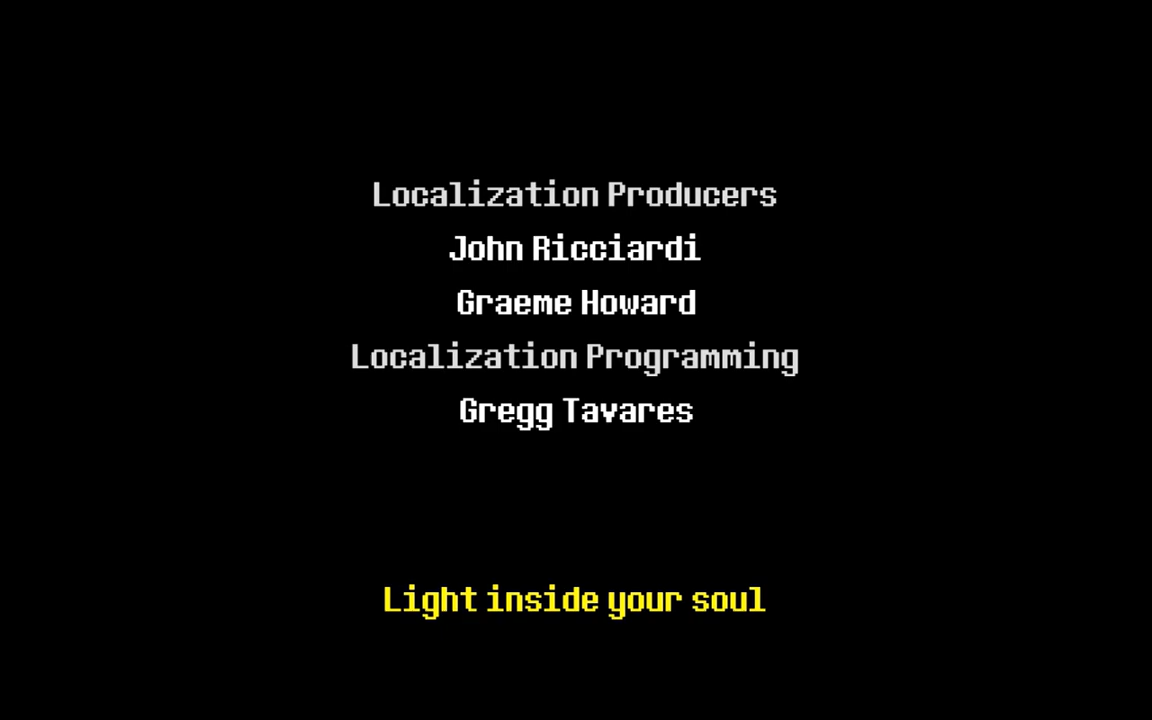 Localization Producers
John Ricciardi
Graeme Howard
Localization Programming
Gregg Tavares
Light inside your soul